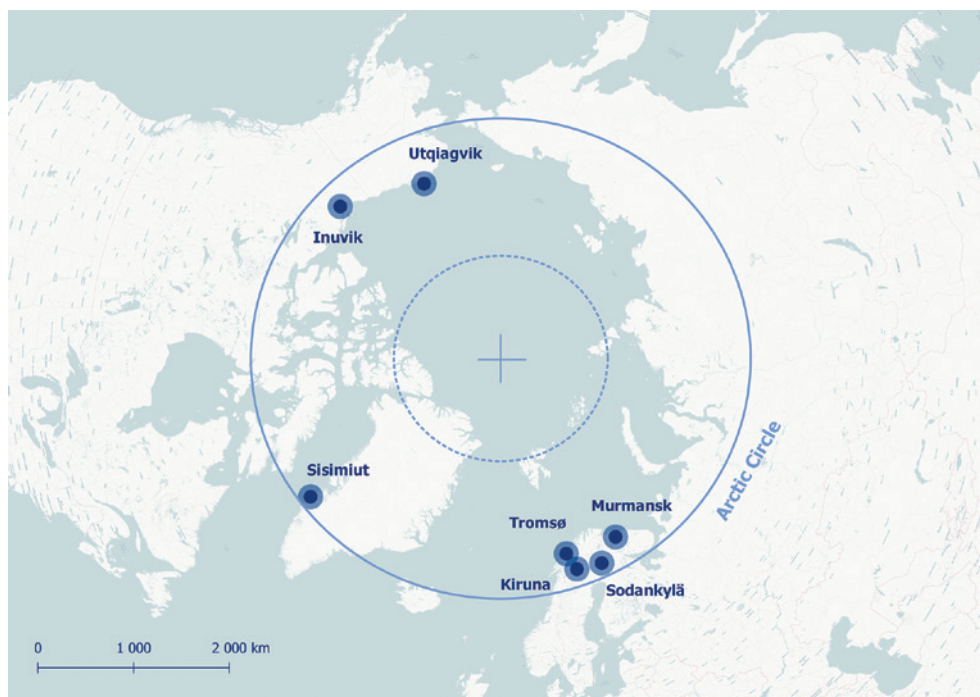 Utqiagvik
Inuvik
Sisimiut
Arctic Circle
Murmansk
Tromsø
Kiruna
Sodankylä
0 1 000 2 000 km